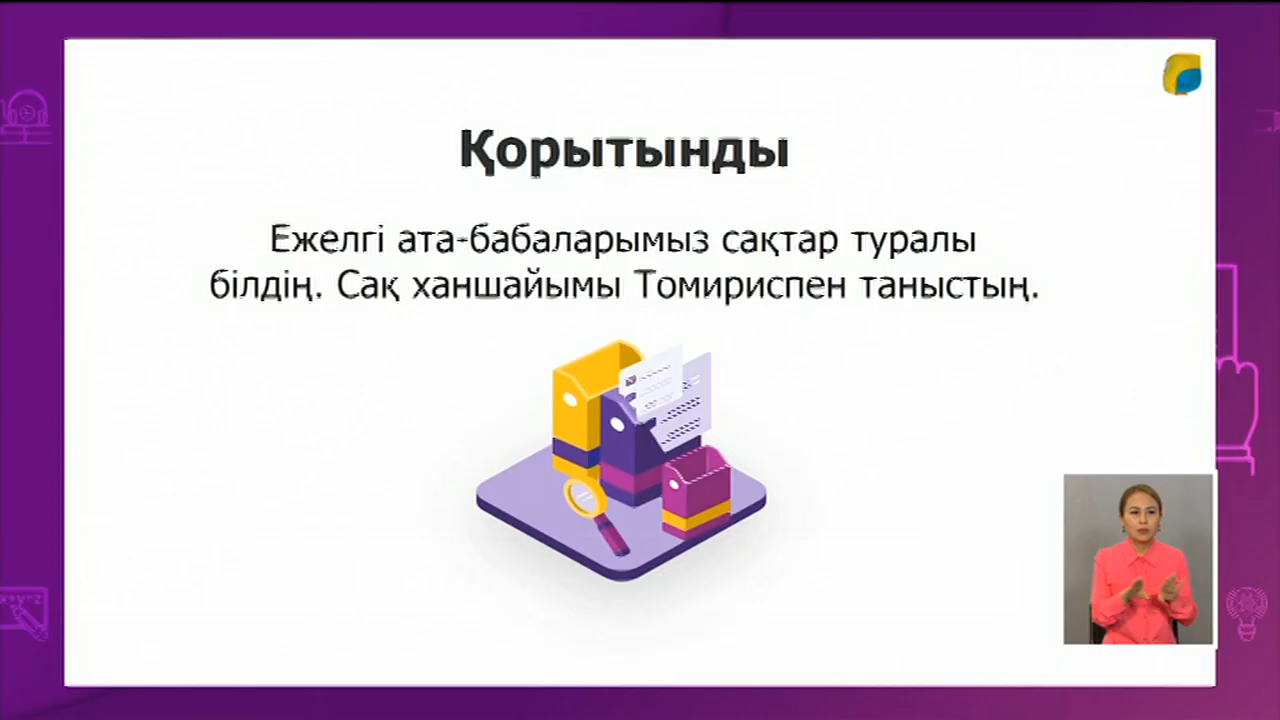 Қорытынды
Ежелгі ата-бабаларымыз сақтар туралы
білдің. Сақ ханшайымы Томириспен таныстың.